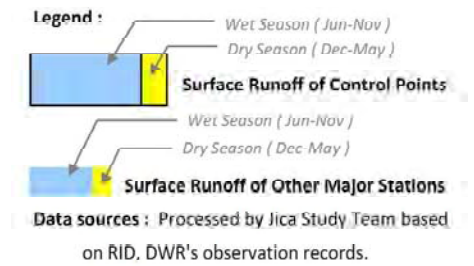 Legend :
Wet Season ( Jun-Nov )
Dry Season ( Dec-May )
Surface Runoff of Control Points
Wet Season ( Jun-Nov )
Dry Season ( Dec-May )
Surface Runoff of Other Major Stations
Data sources : Processed by Jica Study Team based
on RID, DWR's observation records.